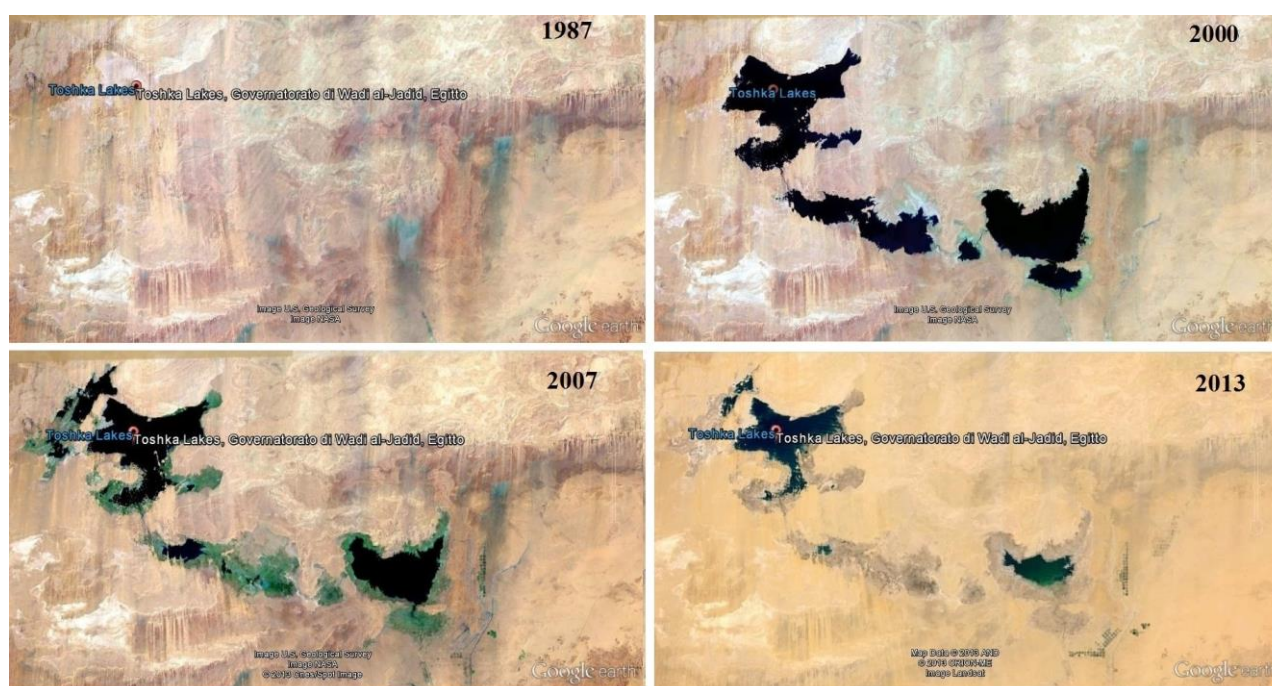 1987
Toshka Lakes
Toshka Lakes, Governatorato di Wadi al-Jadid, Egitto
Image U.S. Geological Survey
Image NASA
Google earth
2000
Toshka Lakes
Image U.S. Geological Survey
Image NASA
Google earth
2007
Toshka Lakes
Toshka Lakes, Governatorato di Wadi al-Jadid, Egitto
Image U.S. Geological Survey
Image NASA
© 2013 Cnes/Spot Image
Google earth
2013
Toshka Lakes
Toshka Lakes, Governatorato di Wadi al-Jadid, Egitto
Map Data © 2013 AND
© 2013 ORION-ME
Image Landsat
Google earth